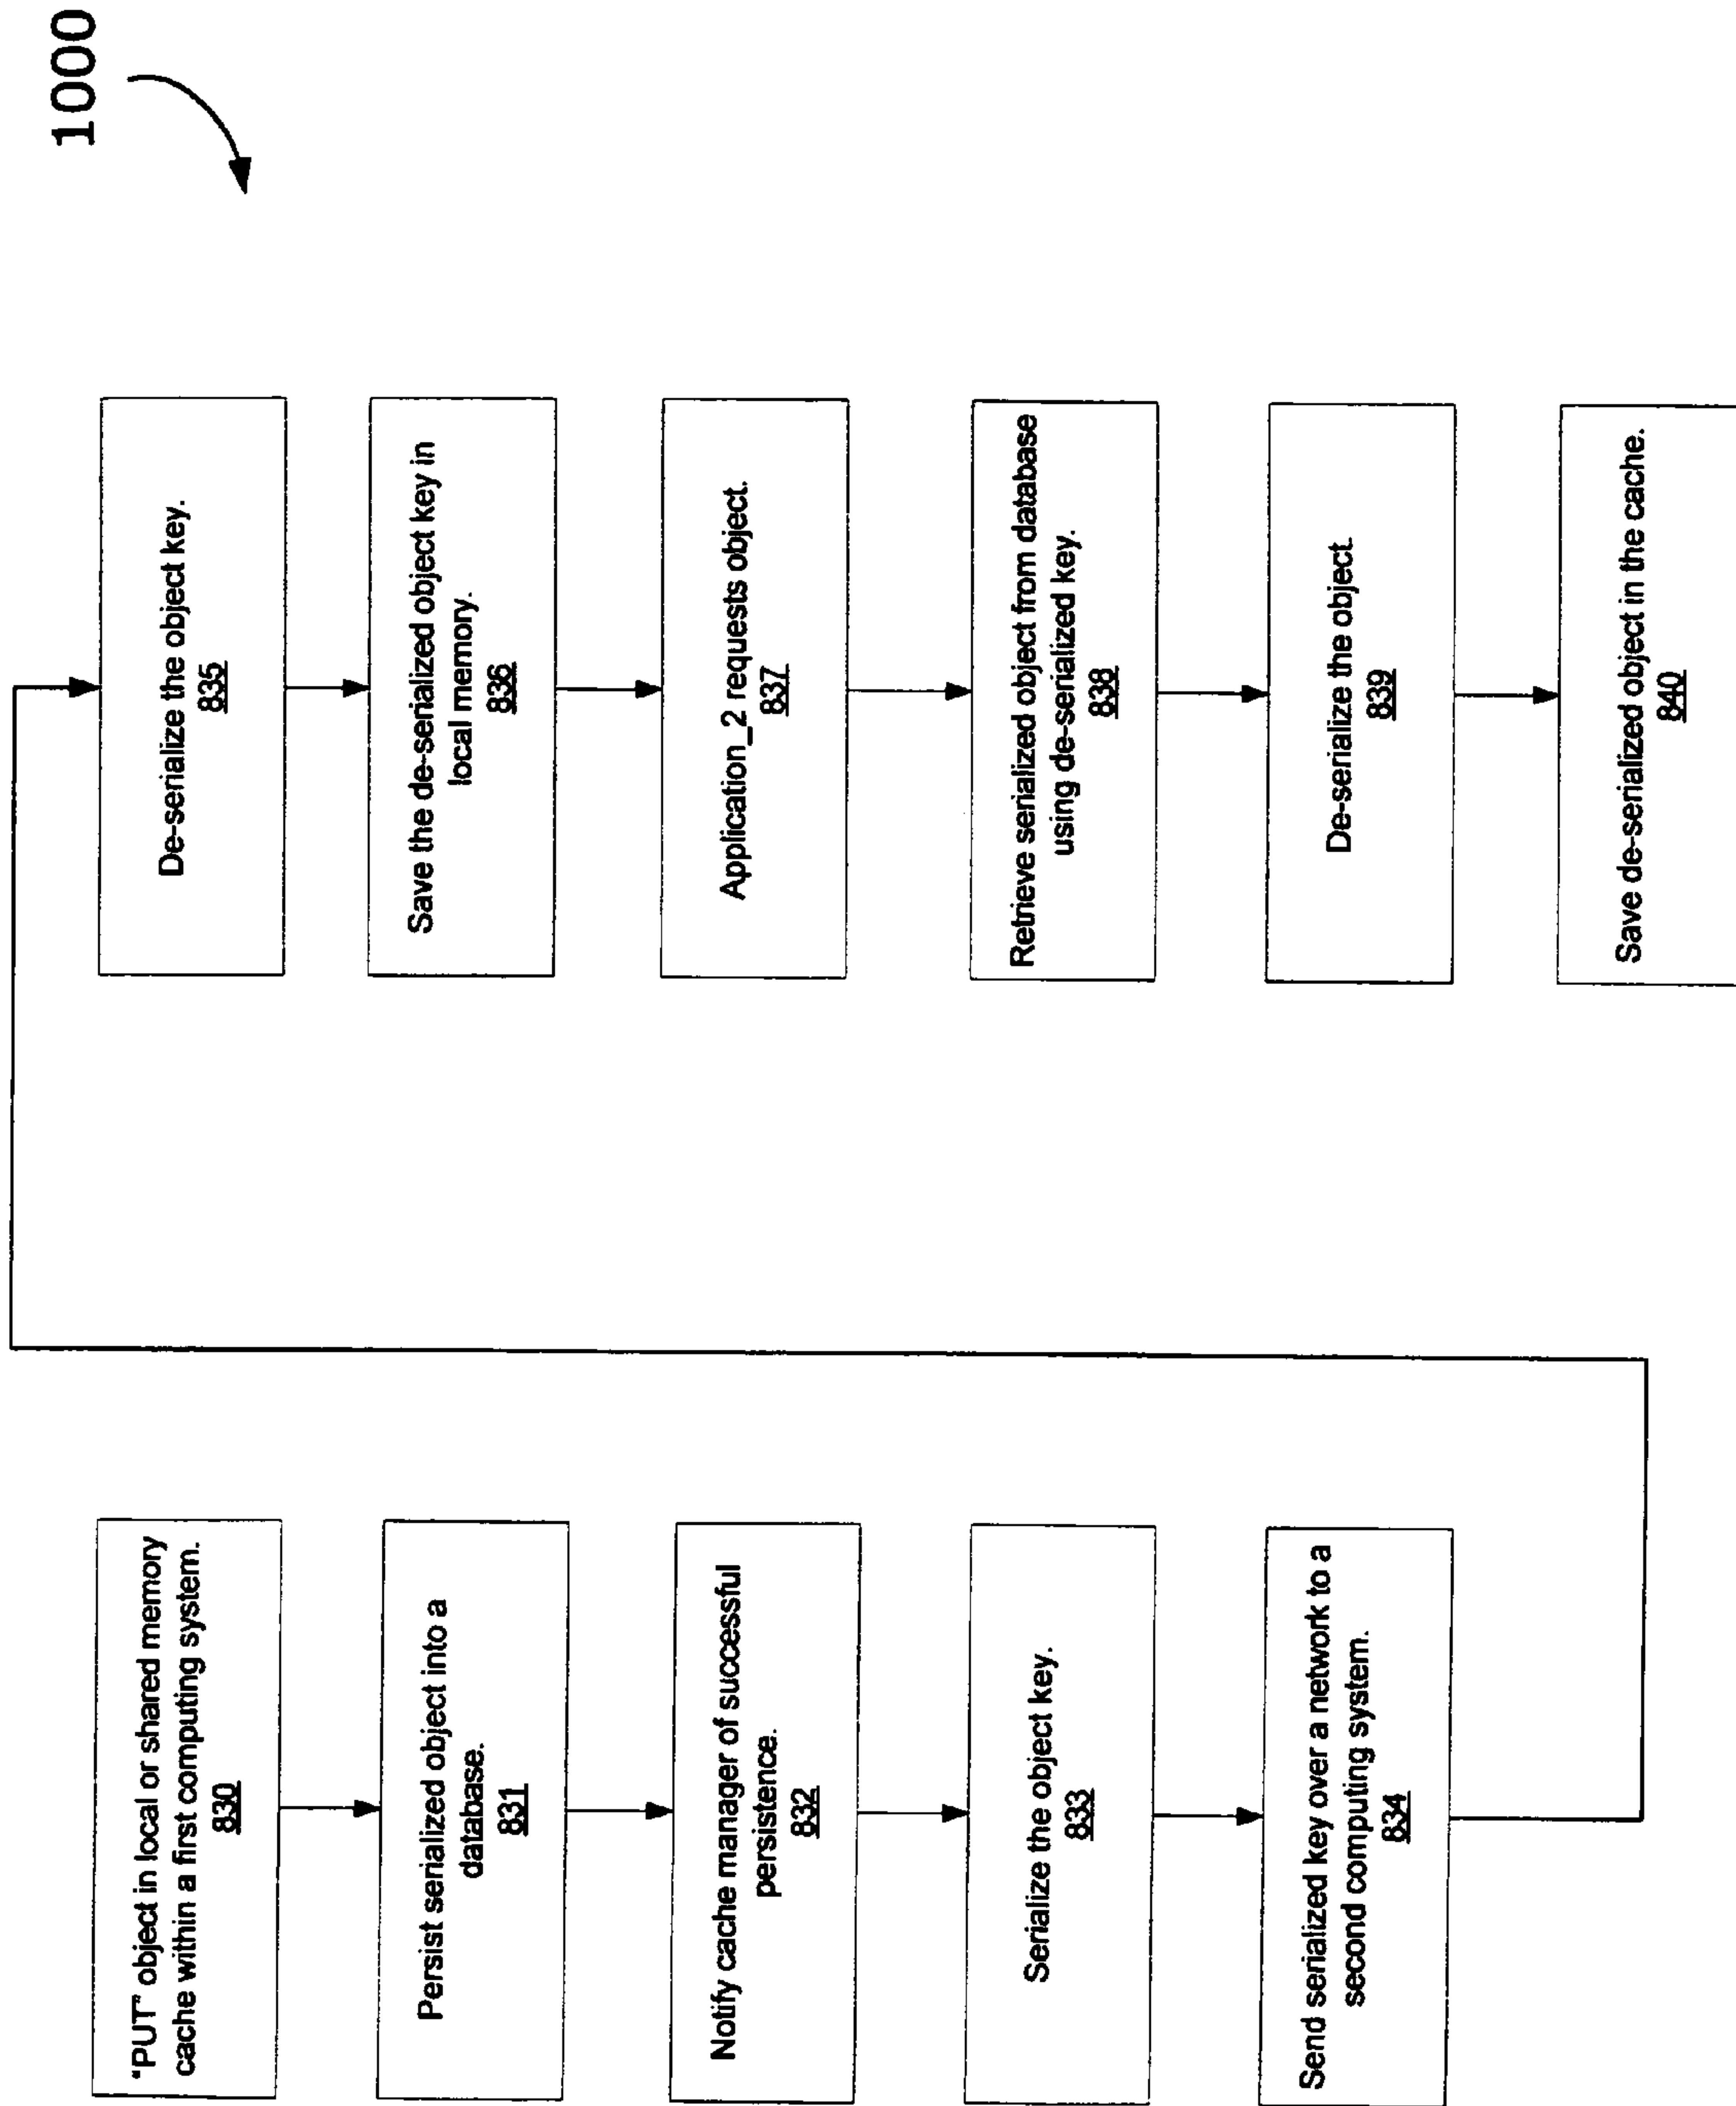 1000
"PUT" object in local or shared memory
cache within a first computing system.
830
Persist serialized object into a
database.
831
Notify cache manager of successful
persistence.
832
Serialize the object key.
833
Send serialized key over a network to a
second computing system.
834
De-serialize the object key.
835
Save the de-serialized object key in
local memory.
836
Application_2 requests object.
837
Retrieve serialized object from database
using de-serialized key.
838
De-serialize the object.
839
Save de-serialized object in the cache.
840